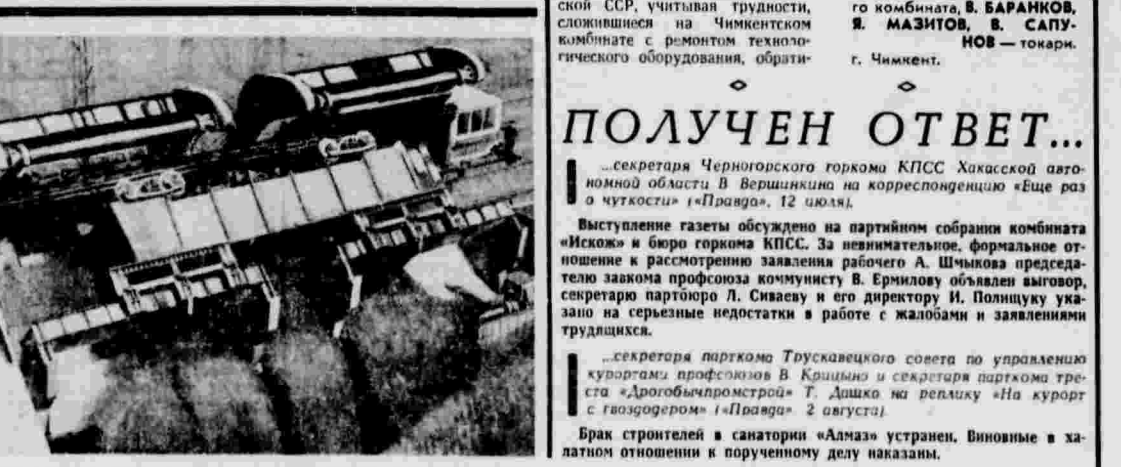 ской ССР, учитывая трудности,
сложившиеся на Чимкентском
комбинате с ремонтом техноло-
гического оборудования, обрати-
го комбината, В. БАРАНКОВ,
Я. МАЗИТОВ, В. САПУ-
НОВ — токари.
г. Чимкент.
ПОЛУЧЕН ОТВЕТ...
...секретаря Черногорского горкома КПСС Хакасской авто-
номной области В Вершинкина на корреспонденцию «Еще раз
о чуткости» («Правда», 12 июля).
Выступление газеты обсуждено на партийном собрании комбината
«Искож» и бюро горкома КПСС. За невнимательное, формальное от-
ношение к рассмотрению заявления рабочего А. Шчыкова председа-
телю завкома профсоюза коммунисту В. Ермилову объявлен выговор,
секретарю партбюро Л. Сиваеву и его директору И. Полищуку ука-
зано на серьезные недостатки в работе с жалобами и заявлениями
трудящихся.
...секретаря парткома Трускавецкого совета по управлению
курортами профсоюзов В. Крицына и секретаря парткома тре-
ста «Дрогобычпромстрой» Т. Дашко на реплику «На курорт
с гвоздодером» («Правда» 2 августа)
Брак строителей в санатории «Алмаз» устранен. Виновные в ха-
латном отношении к порученному делу наказаны.